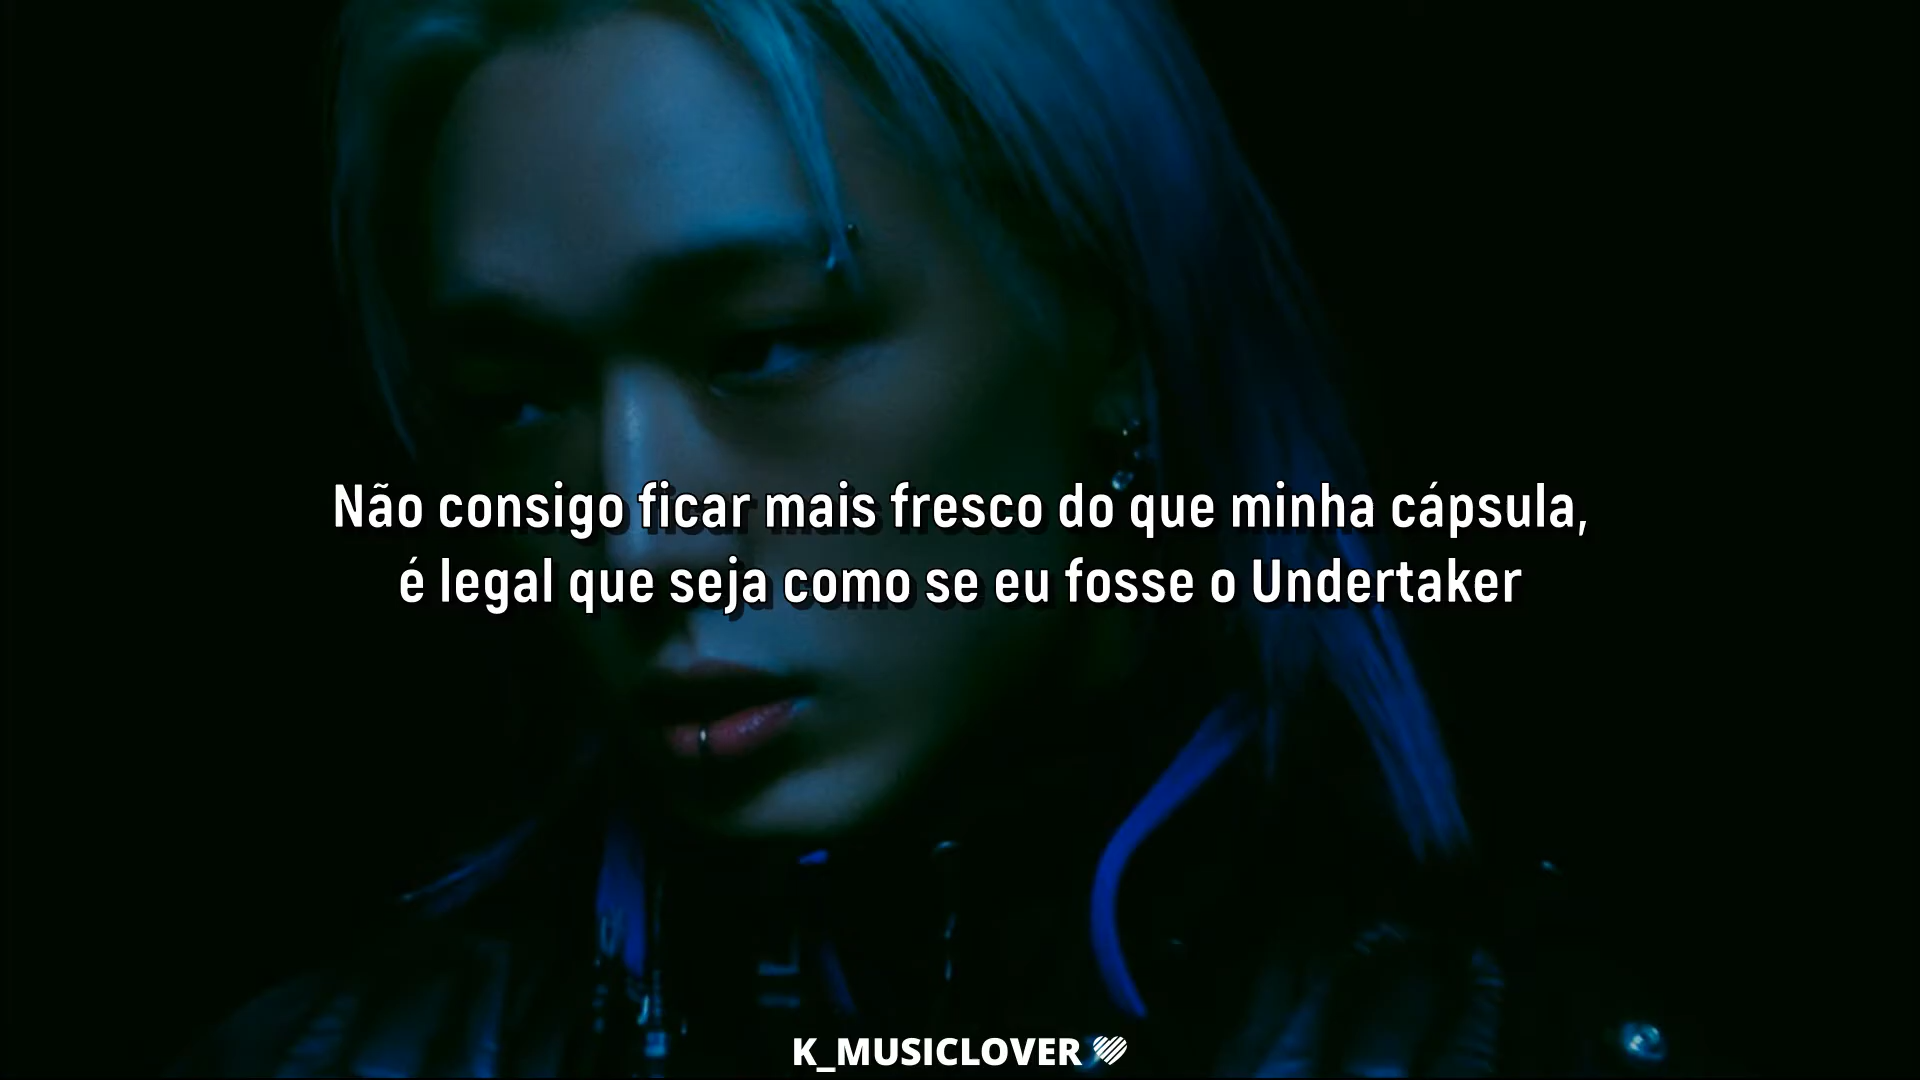 Não consigo ficar mais fresco do que minha cápsula,
é legal que seja como se eu fosse o Undertaker
K_MUSICLOVER